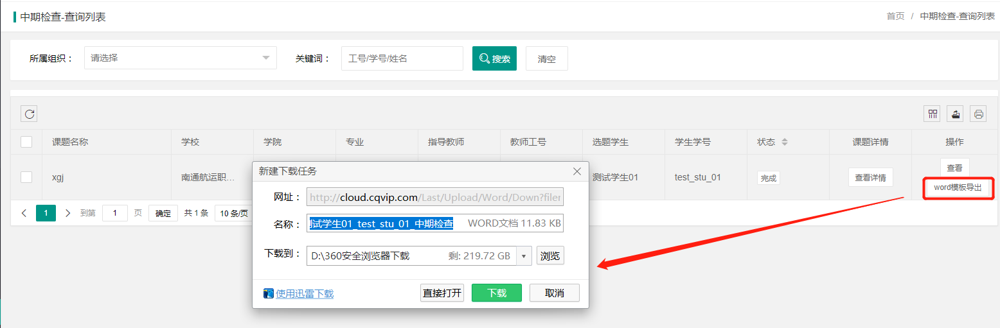 中期检查-查询列表
首页 / 中期检查-查询列表
所属组织： 请选择 关键词： 工号/学号/姓名 搜索 清空
课题名称 学校 学院 专业 指导教师 教师工号 选题学生 学生学号 状态 课题详情 操作
xgj 南通航运职... 测试学生01 test_stu_01 完成 查看详情 查看
word模板导出
1 到第 1 页 确定 共 1 条 10 条/页
新建下载任务
网址： http://cloud.cqvip.com/Last/Upload/Word/Down?filer
名称： 试学生01_test_stu_01_中期检查 WORD文档 11.83 KB
下载到： D:\360安全浏览器下载 剩: 219.72 GB 浏览
使用迅雷下载 直接打开 下载 取消